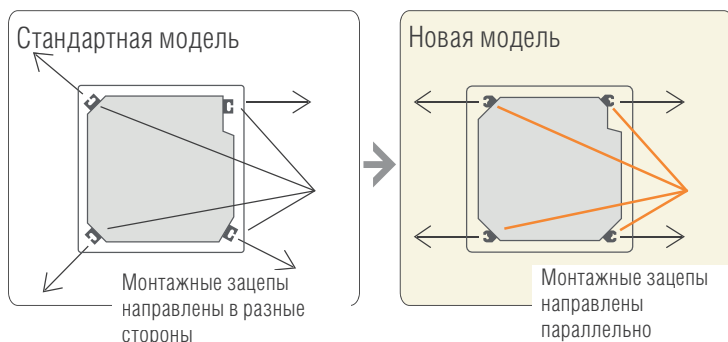 Стандартная модель
Монтажные зацепы
направлены в разные
стороны
Новая модель
Монтажные зацепы
направлены
параллельно